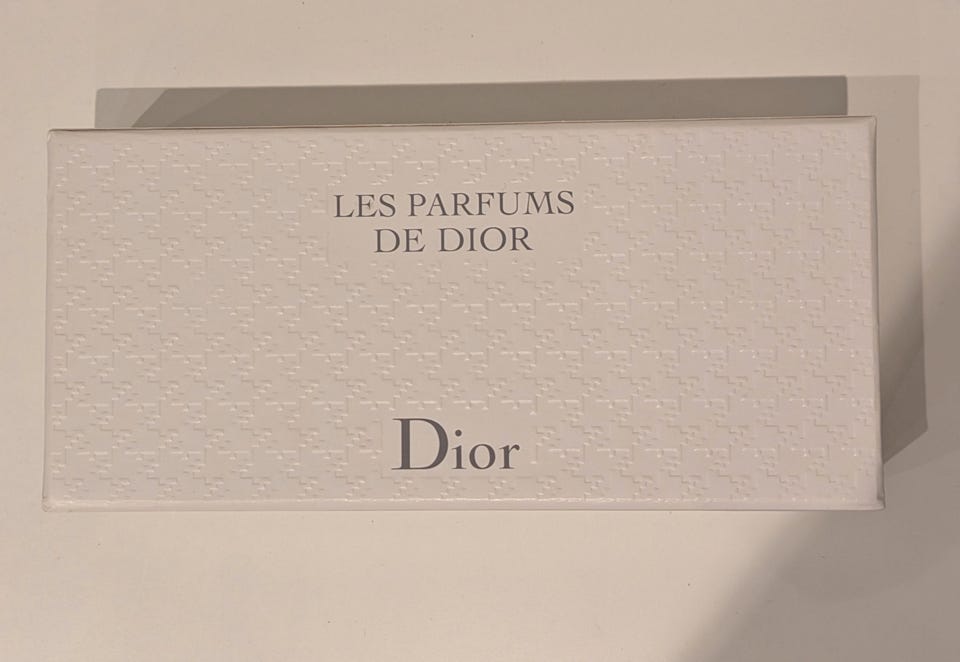 LES PARFUMS
DE DIOR
Dior